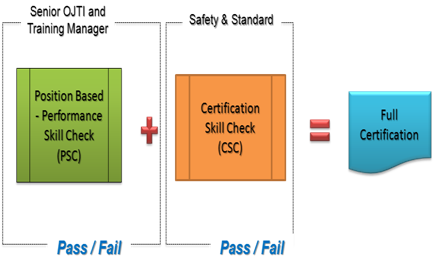 Senior OJTI and
Training Manager
Safety & Standard
Position Based
- Performance
Skill Check
(PSC)
+
Certification
Skill Check
(CSC)
=
Full
Certification
Pass / Fail
Pass / Fail